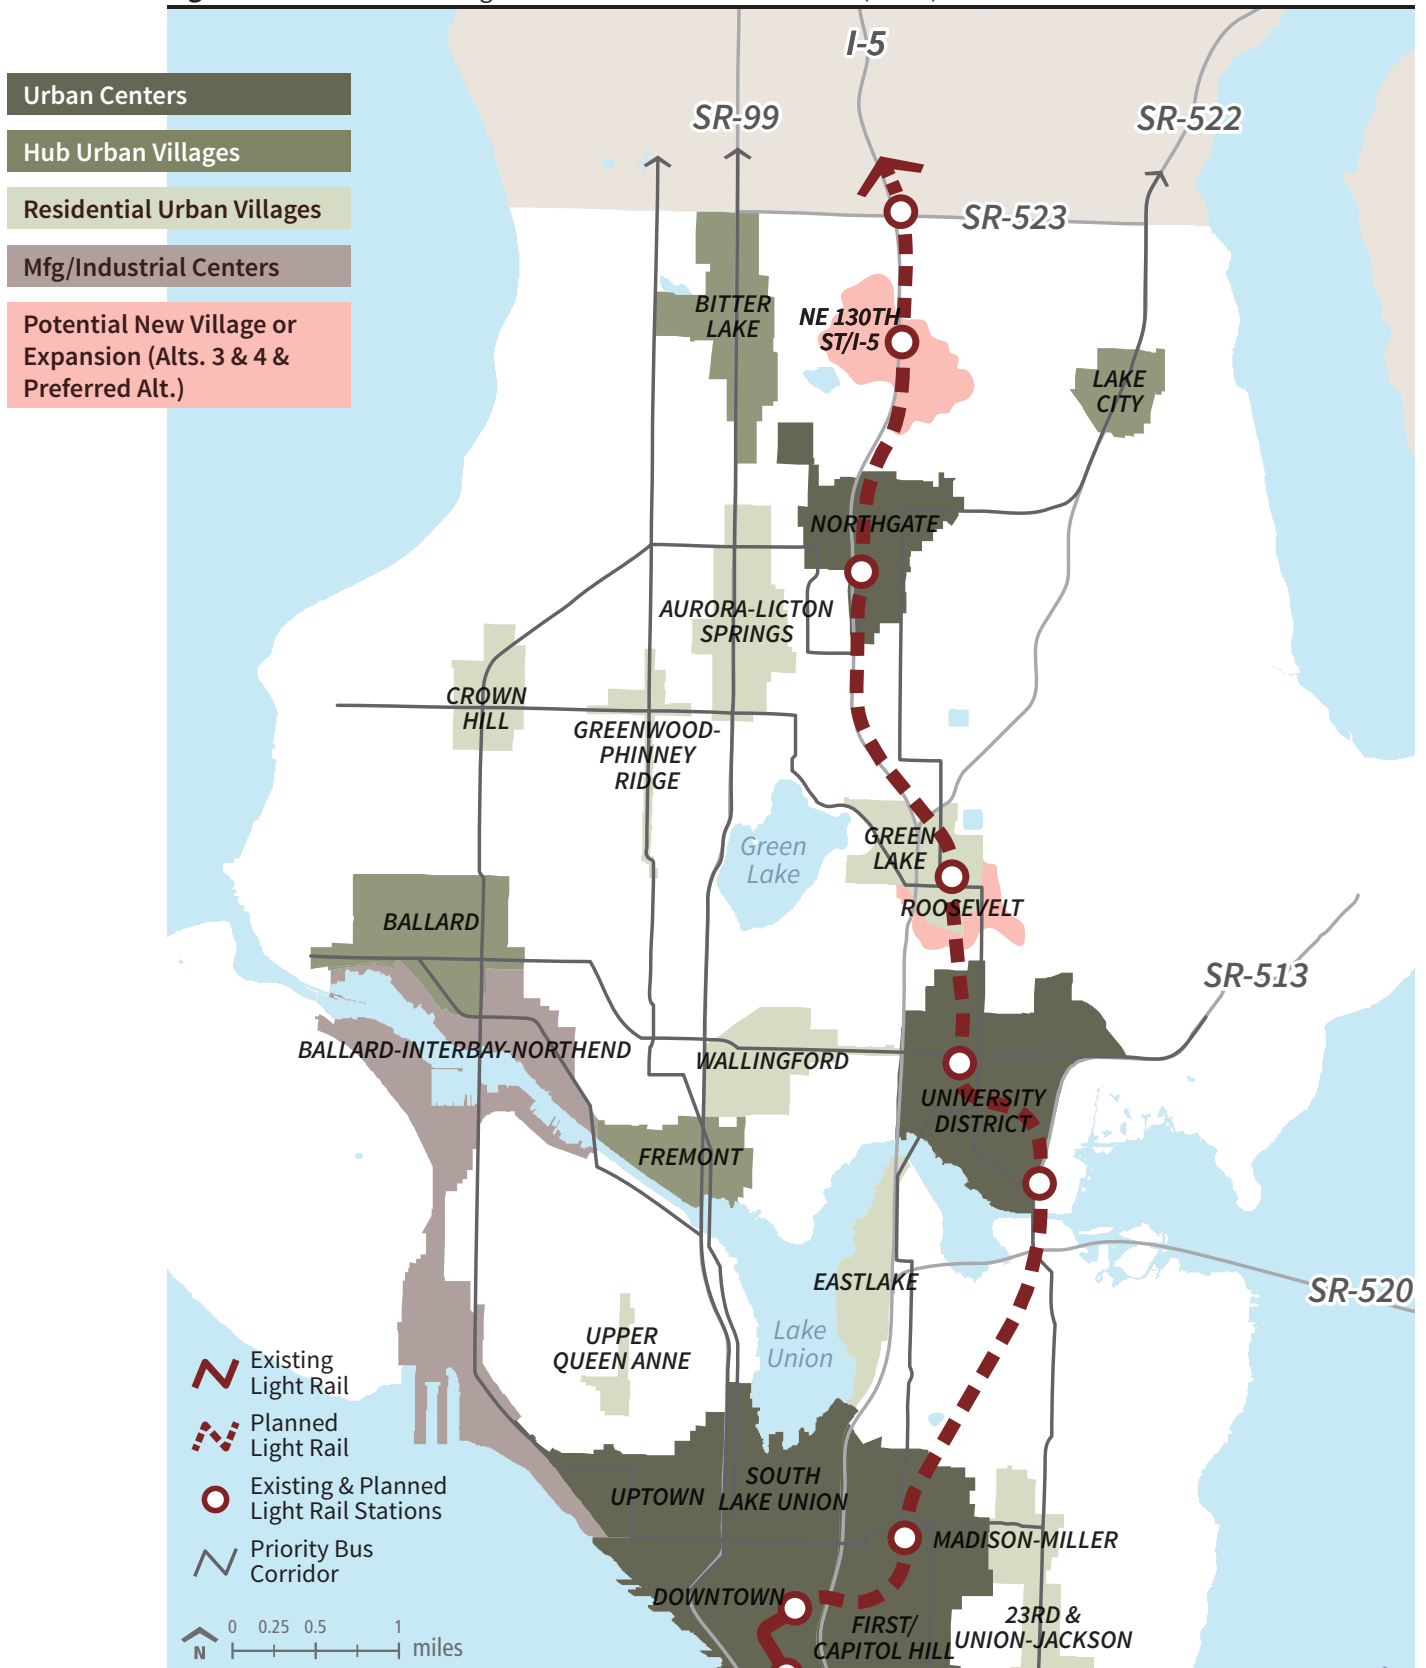 I-5
SR-99
SR-522
Urban Centers
Hub Urban Villages
Residential Urban Villages
Mfg/Industrial Centers
Potential New Village or
Expansion (Alts. 3 & 4 &
Preferred Alt.)
SR-523
BITTER
LAKE
NE 130TH
ST/I-5
LAKE
CITY
NORTHGATE
AURORA-LICTON
SPRINGS
CROWN
HILL
GREENWOOD-
PHINNEY
RIDGE
Green
Lake
GREEN
LAKE
ROOSEVELT
BALLARD
SR-513
BALLARD-INTERBAY-NORTHEND
WALLINGFORD
UNIVERSITY
DISTRICT
FREMONT
EASTLAKE
SR-520
Lake
Union
UPPER
QUEEN ANNE
Existing
Light Rail
Planned
Light Rail
Existing & Planned
Light Rail Stations
Priority Bus
Corridor
SOUTH
LAKE UNION
UPTOWN
MADISON-MILLER
DOWNTOWN
FIRST/
CAPITOL HILL
23RD &
UNION-JACKSON
N
0 0.25 0.5 1
miles